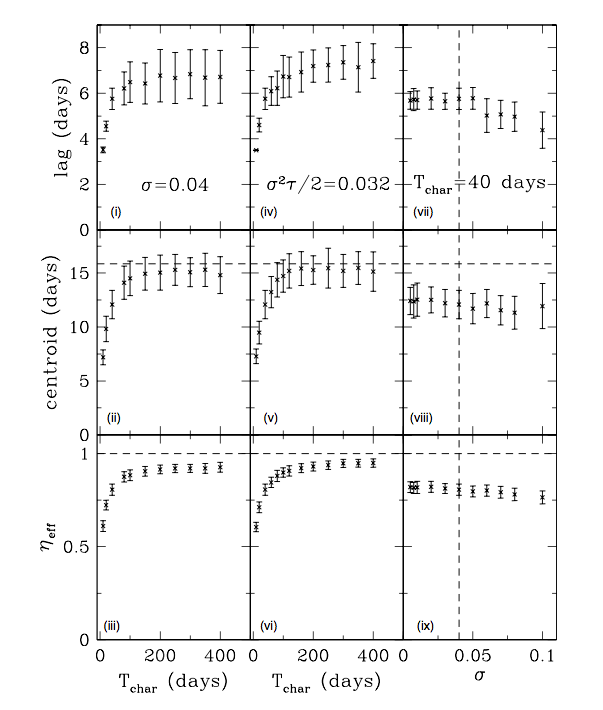 8
6
4
2
0
lag (days)
σ=0.04
(i)
σ²τ/2=0.032
(iv)
T_char=40 days
(vii)
15
10
5
0
centroid (days)
(ii)
(v)
(viii)
1
0.5
0
η_eff
(iii)
(vi)
(ix)
0 200 400 0 200 400 0 0.05 0.1
T_char (days) T_char (days) σ